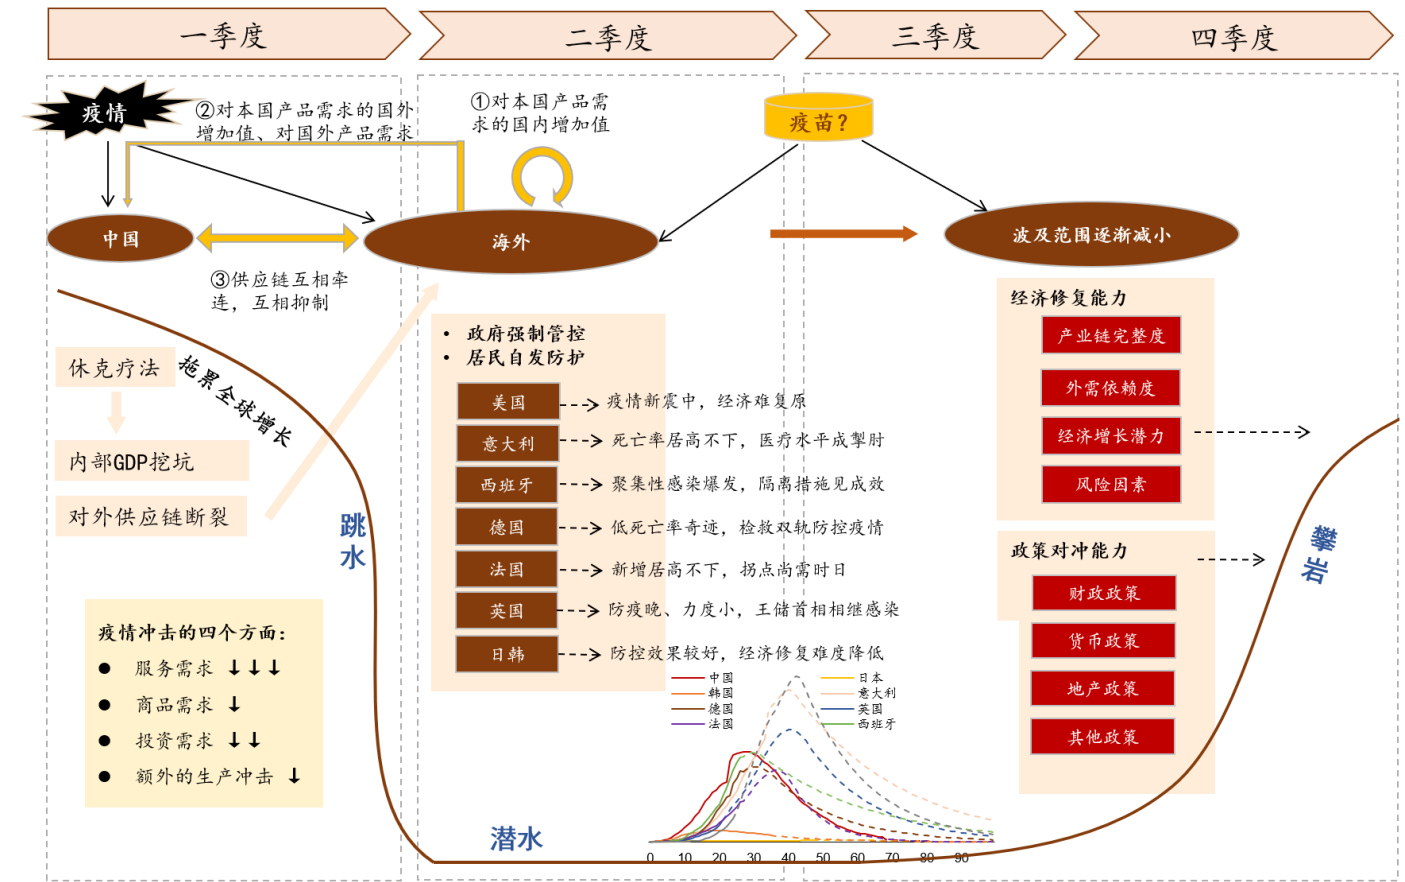 一季度
二季度
三季度
四季度
疫情
②对本国产品需求的国外
增加值、对国外产品需求
①对本国产品需
求的国内增加值
疫苗?
中国
海外
波及范围逐渐减小
③供应链互相牵
连，互相抑制
拖累全球增长
休克疗法
内部GDP挖坑
对外供应链断裂
跳水
疫情冲击的四个方面：
● 服务需求 ↓↓↓
● 商品需求 ↓
● 投资需求 ↓↓
● 额外的生产冲击 ↓
• 政府强制管控
• 居民自发防护
美国 疫情新震中，经济难复原
意大利 死亡率居高不下，医疗水平成掣肘
西班牙 聚集性感染爆发，隔离措施见成效
德国 低死亡率奇迹，检救双轨防控疫情
法国 新增居高不下，拐点尚需时日
英国 防疫晚、力度小，王储首相相继感染
日韩 防控效果较好，经济修复难度降低
中国 日本
韩国 意大利
德国 英国
法国 西班牙
0 10 20 30 40 50 60 70 80 90
潜水
经济修复能力
产业链完整度
外需依赖度
经济增长潜力
风险因素
政策对冲能力
财政政策
货币政策
地产政策
其他政策
攀岩